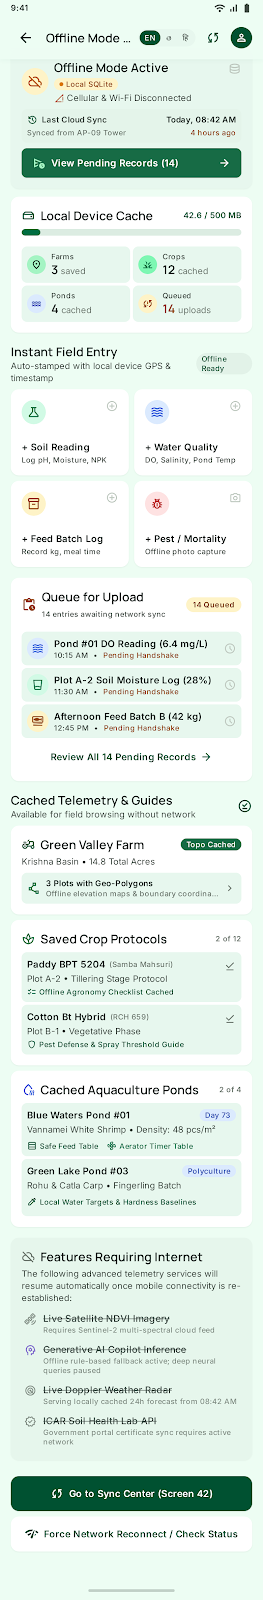 9:41
Offline Mode ...
EN
Offline Mode Active
Local SQLite
Cellular & Wi-Fi Disconnected
Last Cloud Sync
Today, 08:42 AM
Synced from AP-09 Tower
4 hours ago
View Pending Records (14)
Local Device Cache
42.6 / 500 MB
Farms
3 saved
Crops
12 cached
Ponds
4 cached
Queued
14 uploads
Instant Field Entry
Auto-stamped with local device GPS &
timestamp
Offline
Ready
+ Soil Reading
Log pH, Moisture, NPK
+ Water Quality
DO, Salinity, Pond Temp
+ Feed Batch Log
Record kg, meal time
+ Pest / Mortality
Offline photo capture
Queue for Upload
14 entries awaiting network sync
14 Queued
Pond #01 DO Reading (6.4 mg/L)
10:15 AM • Pending Handshake
Plot A-2 Soil Moisture Log (28%)
11:30 AM • Pending Handshake
Afternoon Feed Batch B (42 kg)
12:45 PM • Pending Handshake
Review All 14 Pending Records
Cached Telemetry & Guides
Available for field browsing without network
Green Valley Farm
Topo Cached
Krishna Basin • 14.8 Total Acres
3 Plots with Geo-Polygons
Offline elevation maps & boundary coordina...
Saved Crop Protocols
2 of 12
Paddy BPT 5204 (Samba Mahsuri)
Plot A-2 • Tillering Stage Protocol
Offline Agronomy Checklist Cached
Cotton Bt Hybrid (RCH 659)
Plot B-1 • Vegetative Phase
Pest Defense & Spray Threshold Guide
Cached Aquaculture Ponds
2 of 4
Blue Waters Pond #01
Day 73
Vannamei White Shrimp • Density: 48 pcs/m²
Safe Feed Table
Aerator Timer Table
Green Lake Pond #03
Polyculture
Rohu & Catla Carp • Fingerling Batch
Local Water Targets & Hardness Baselines
Features Requiring Internet
The following advanced telemetry services will
resume automatically once mobile connectivity is re-
established:
Live Satellite NDVI Imagery
Requires Sentinel-2 multi-spectral cloud feed
Generative AI Copilot Inference
Offline rule-based fallback active; deep neural
queries paused
Live Doppler Weather Radar
Serving locally cached 24h forecast from 08:42 AM
ICAR Soil Health Lab API
Government portal certificate sync requires active
network
Go to Sync Center (Screen 42)
Force Network Reconnect / Check Status